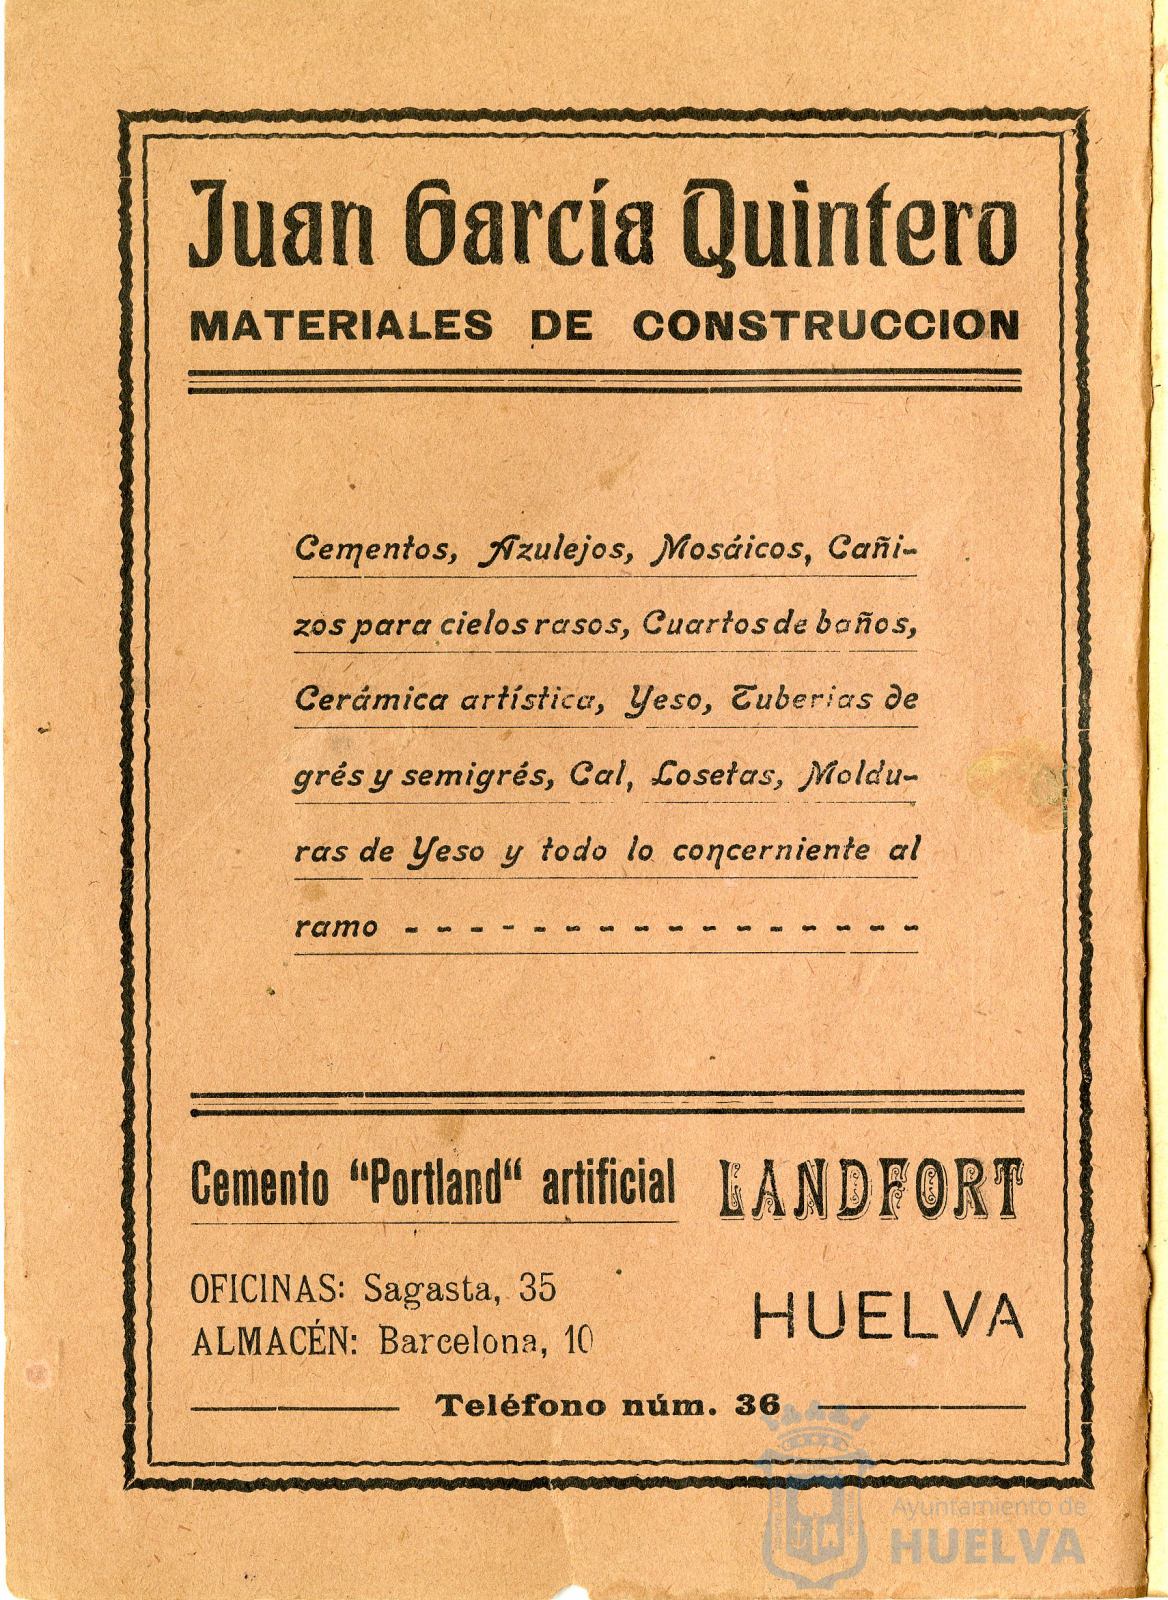 Juan García Quintero
MATERIALES DE CONSTRUCCION
Cementos, Azulejos, Mosáicos, Cañi-
zos para cielos rasos, Cuartos de baños,
Cerámica artística, Yeso, Tuberias de
grés y semigrés, Cal, Losetas, Moldu-
ras de Yeso y todo lo concerniente al
ramo - - - - - - - - - - - - - - - -
Cemento "Portland" artificial LANDFORT
OFICINAS: Sagasta, 35
ALMACÉN: Barcelona, 10
HUELVA
Teléfono núm. 36
Ayuntamiento de
HUELVA